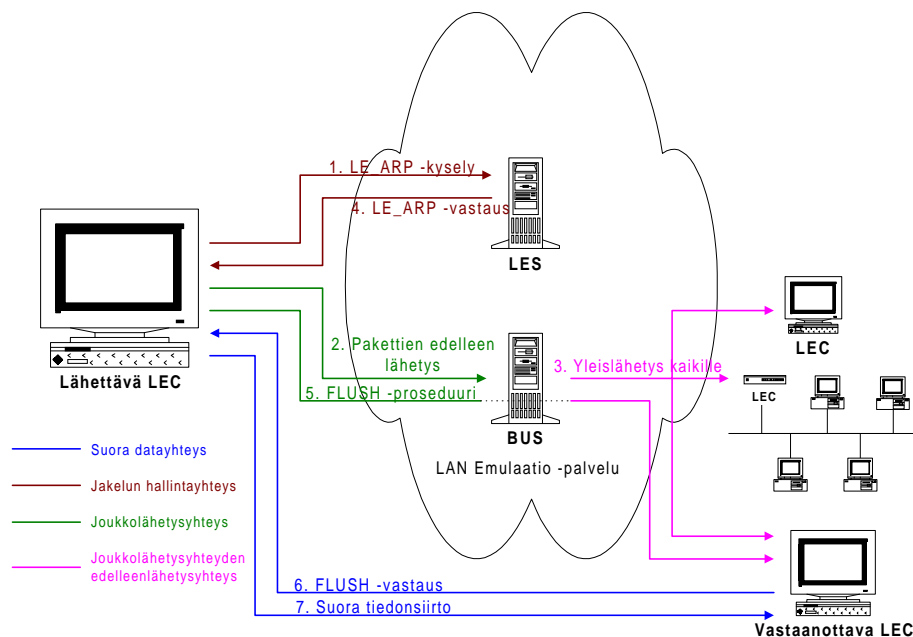 1. LE_ARP -kysely
4. LE_ARP -vastaus
LES
Lähettävä LEC
2. Pakettien edelleen
lähetys
3. Yleislähetys kaikille
5. FLUSH -proseduuri
BUS
LAN Emulaatio -palvelu
LEC
LEC
Suora datayhteys
Jakelun hallintayhteys
Joukkolähetysyhteys
Joukkolähetysyhteyden
edelleenlähetysyhteys
6. FLUSH -vastaus
7. Suora tiedonsiirto
Vastaanottava LEC